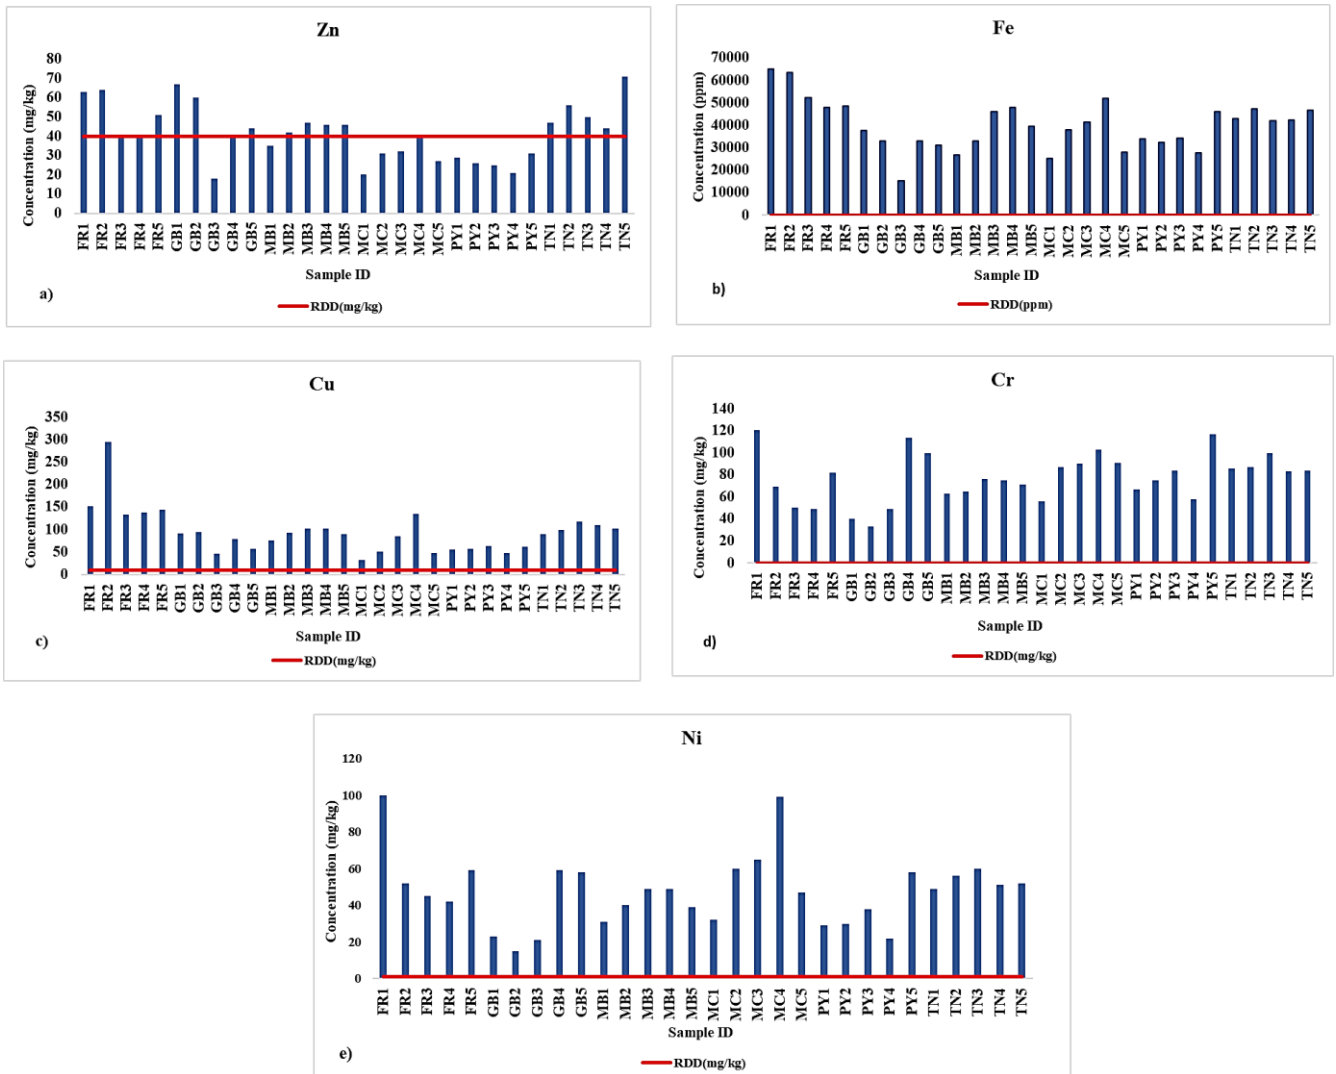 Zn
80
70
60
50
40
30
20
10
0
Concentration (mg/kg)
FR1 FR2 FR3 FR4 FR5 GB1 GB2 GB3 GB4 GB5 MB1 MB2 MB3 MB4 MB5 MC1 MC2 MC3 MC4 MC5 PY1 PY2 PY3 PY4 PY5 TN1 TN2 TN3 TN4 TN5
Sample ID
a)
RDD(mg/kg)
Fe
70000
60000
50000
40000
30000
20000
10000
0
Concentration (ppm)
FR1 FR2 FR3 FR4 FR5 GB1 GB2 GB3 GB4 GB5 MB1 MB2 MB3 MB4 MB5 MC1 MC2 MC3 MC4 MC5 PY1 PY2 PY3 PY4 PY5 TN1 TN2 TN3 TN4 TN5
Sample ID
b)
RDD(ppm)
Cu
350
300
250
200
150
100
50
0
Concentration (mg/kg)
FR1 FR2 FR3 FR4 FR5 GB1 GB2 GB3 GB4 GB5 MB1 MB2 MB3 MB4 MB5 MC1 MC2 MC3 MC4 MC5 PY1 PY2 PY3 PY4 PY5 TN1 TN2 TN3 TN4 TN5
Sample ID
c)
RDD(mg/kg)
Cr
140
120
100
80
60
40
20
0
Concentration (mg/kg)
FR1 FR2 FR3 FR4 FR5 GB1 GB2 GB3 GB4 GB5 MB1 MB2 MB3 MB4 MB5 MC1 MC2 MC3 MC4 MC5 PY1 PY2 PY3 PY4 PY5 TN1 TN2 TN3 TN4 TN5
Sample ID
d)
RDD(mg/kg)
Ni
120
100
80
60
40
20
0
Concentration (mg/kg)
FR1 FR2 FR3 FR4 FR5 GB1 GB2 GB3 GB4 GB5 MB1 MB2 MB3 MB4 MB5 MC1 MC2 MC3 MC4 MC5 PY1 PY2 PY3 PY4 PY5 TN1 TN2 TN3 TN4 TN5
Sample ID
e)
RDD(mg/kg)